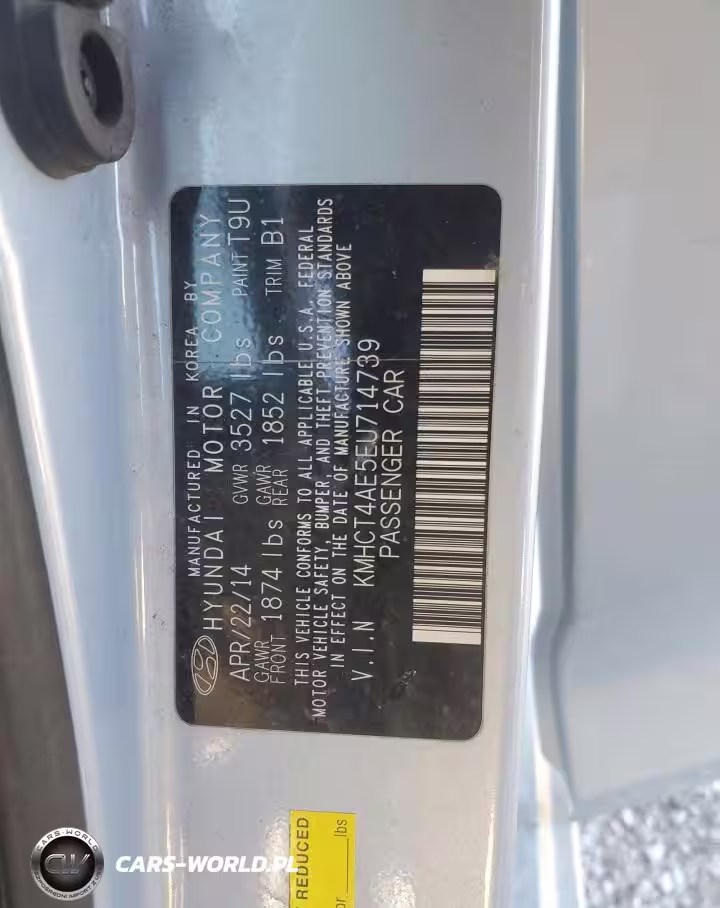 MANUFACTURED IN KOREA BY
HYUNDAI MOTOR COMPANY
APR/22/14 GVWR 3527 lbs PAINT T9U
GAWR FRONT 1874 lbs GAWR REAR 1852 lbs TRIM B1
THIS VEHICLE CONFORMS TO ALL APPLICABLE U.S.A. FEDERAL
MOTOR VEHICLE SAFETY, BUMPER, AND THEFT PREVENTION STANDARDS
IN EFFECT ON THE DATE OF MANUFACTURE SHOWN ABOVE
V.I.N KMHCT4AE5EU714739
PASSENGER CAR
REDUCED
lbs
CARS-WORLD
CW
CARS-WORLD.PL